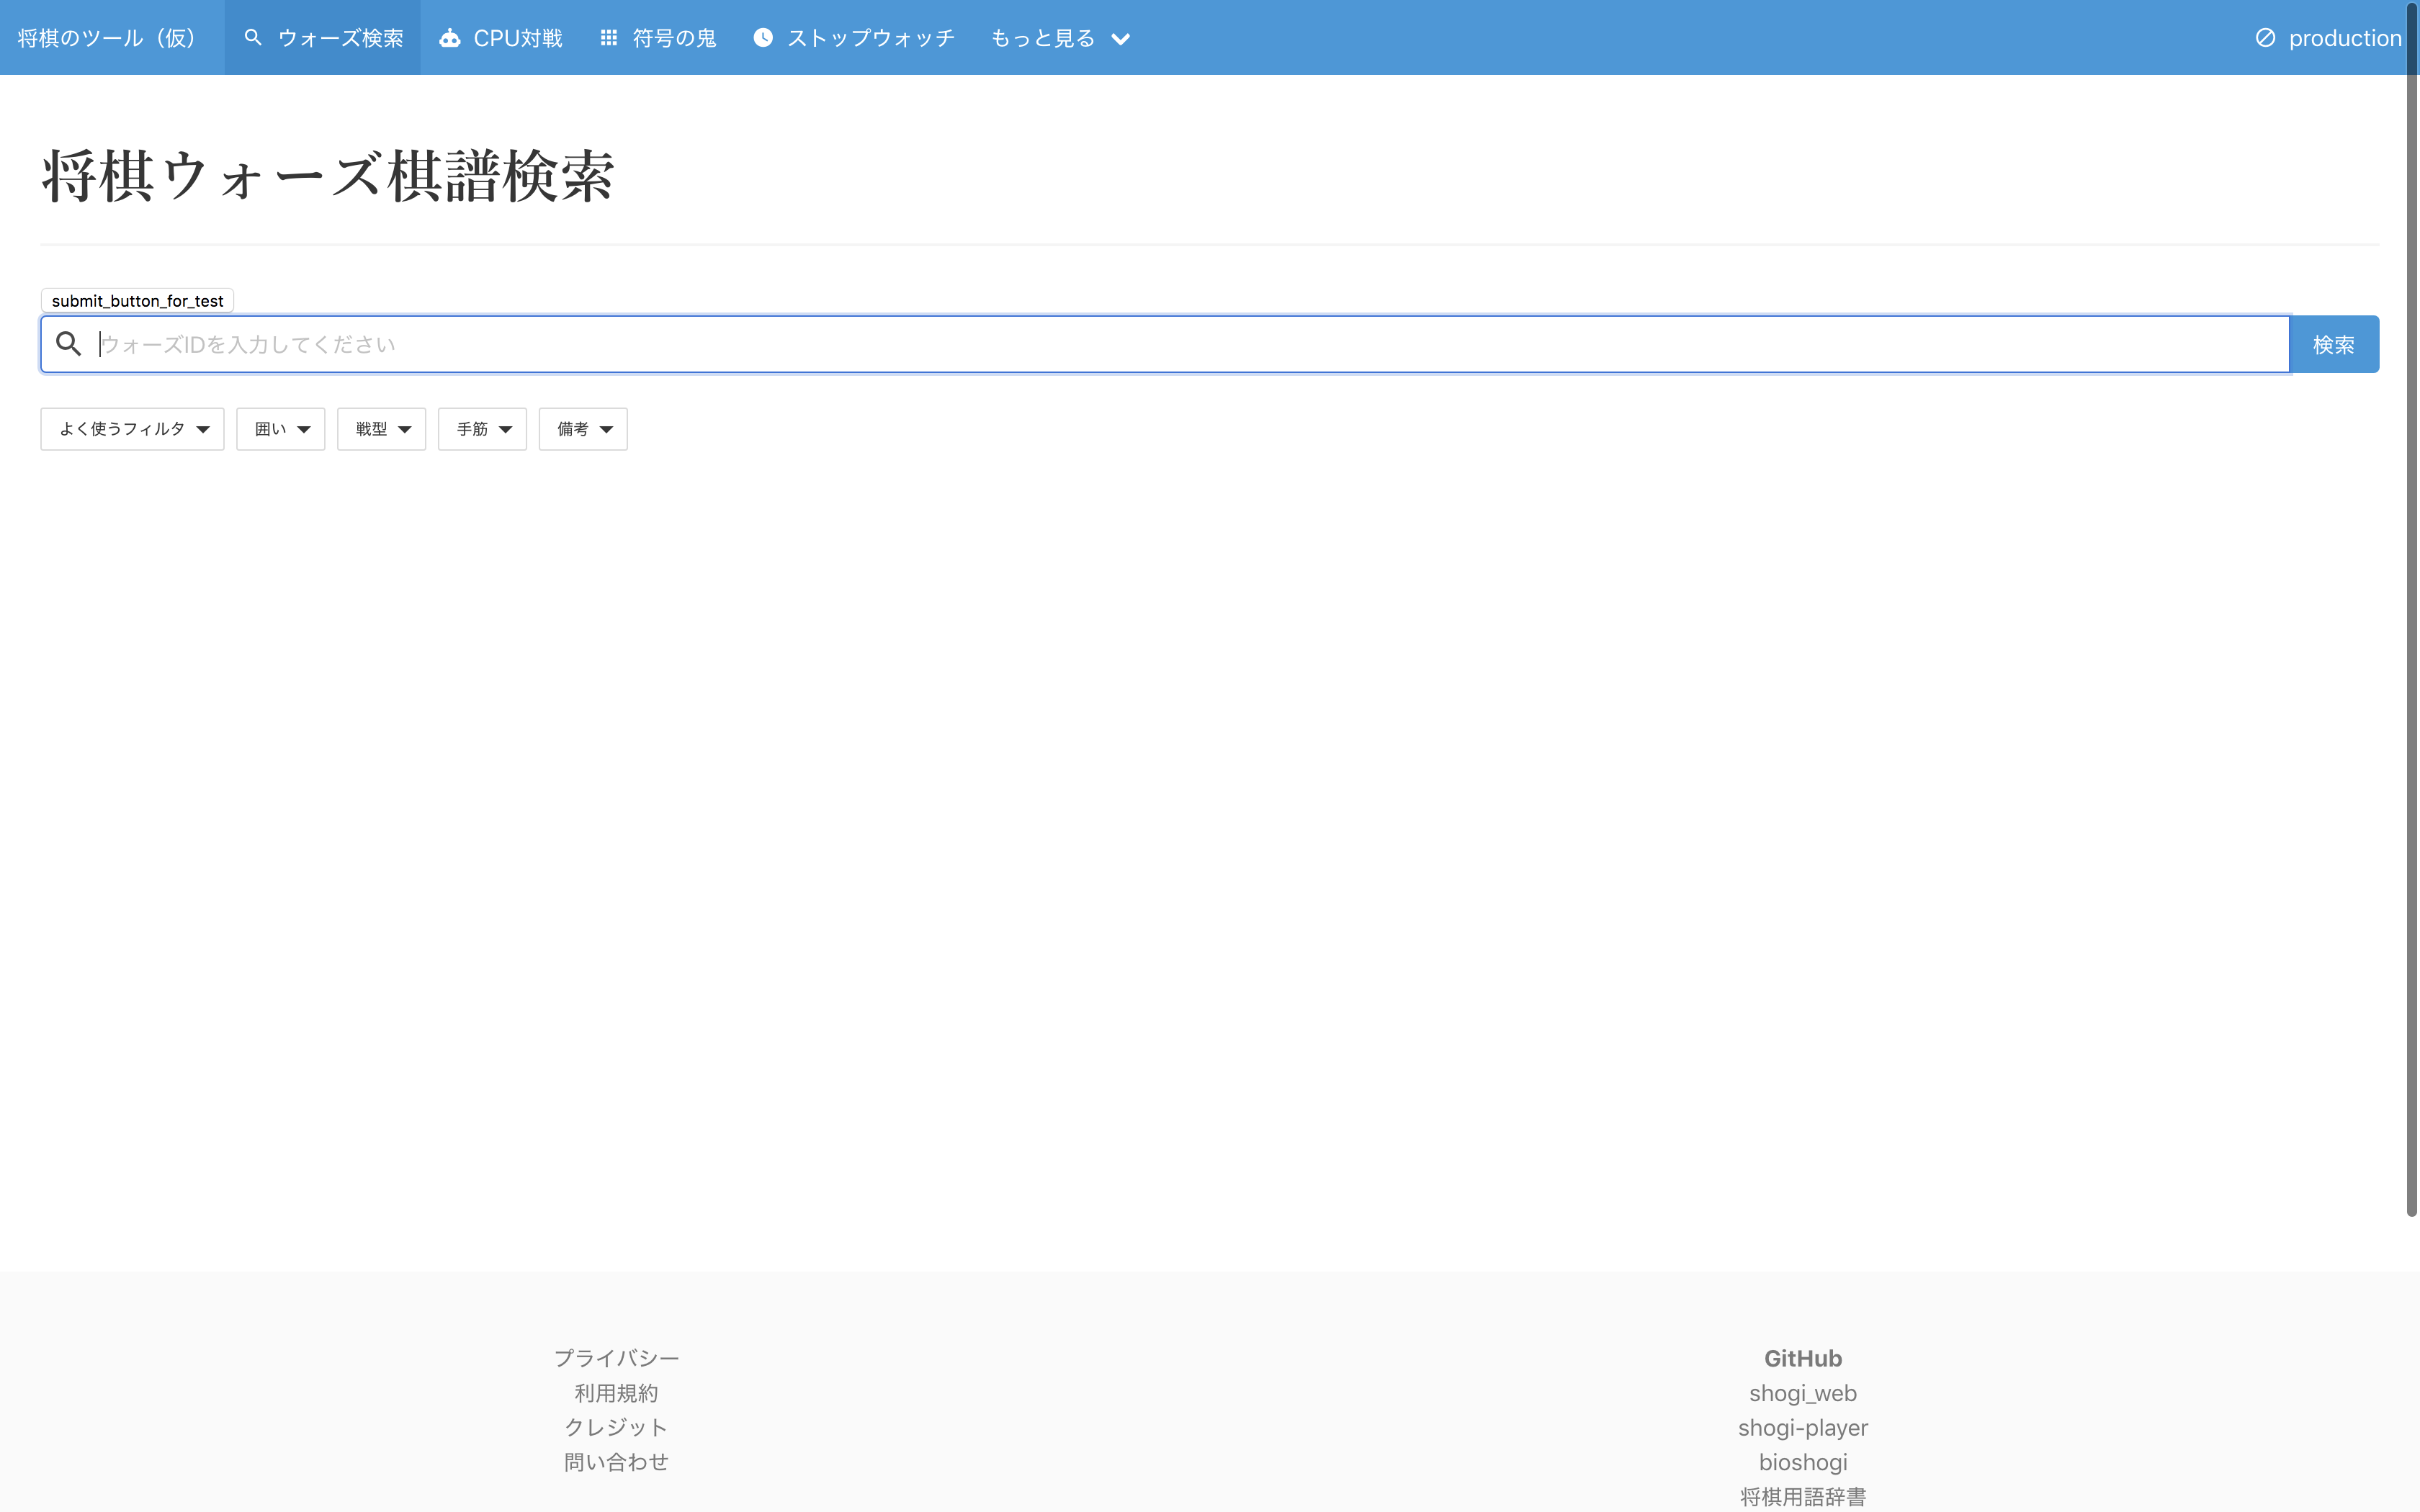 将棋のツール（仮） ウォーズ検索 CPU対戦 符号の鬼 ストップウォッチ もっと見る production
将棋ウォーズ棋譜検索
submit_button_for_test
ウォーズIDを入力してください 検索
よく使うフィルタ 囲い 戦型 手筋 備考
プライバシー
利用規約
クレジット
問い合わせ
GitHub
shogi_web
shogi-player
bioshogi
将棋用語辞書